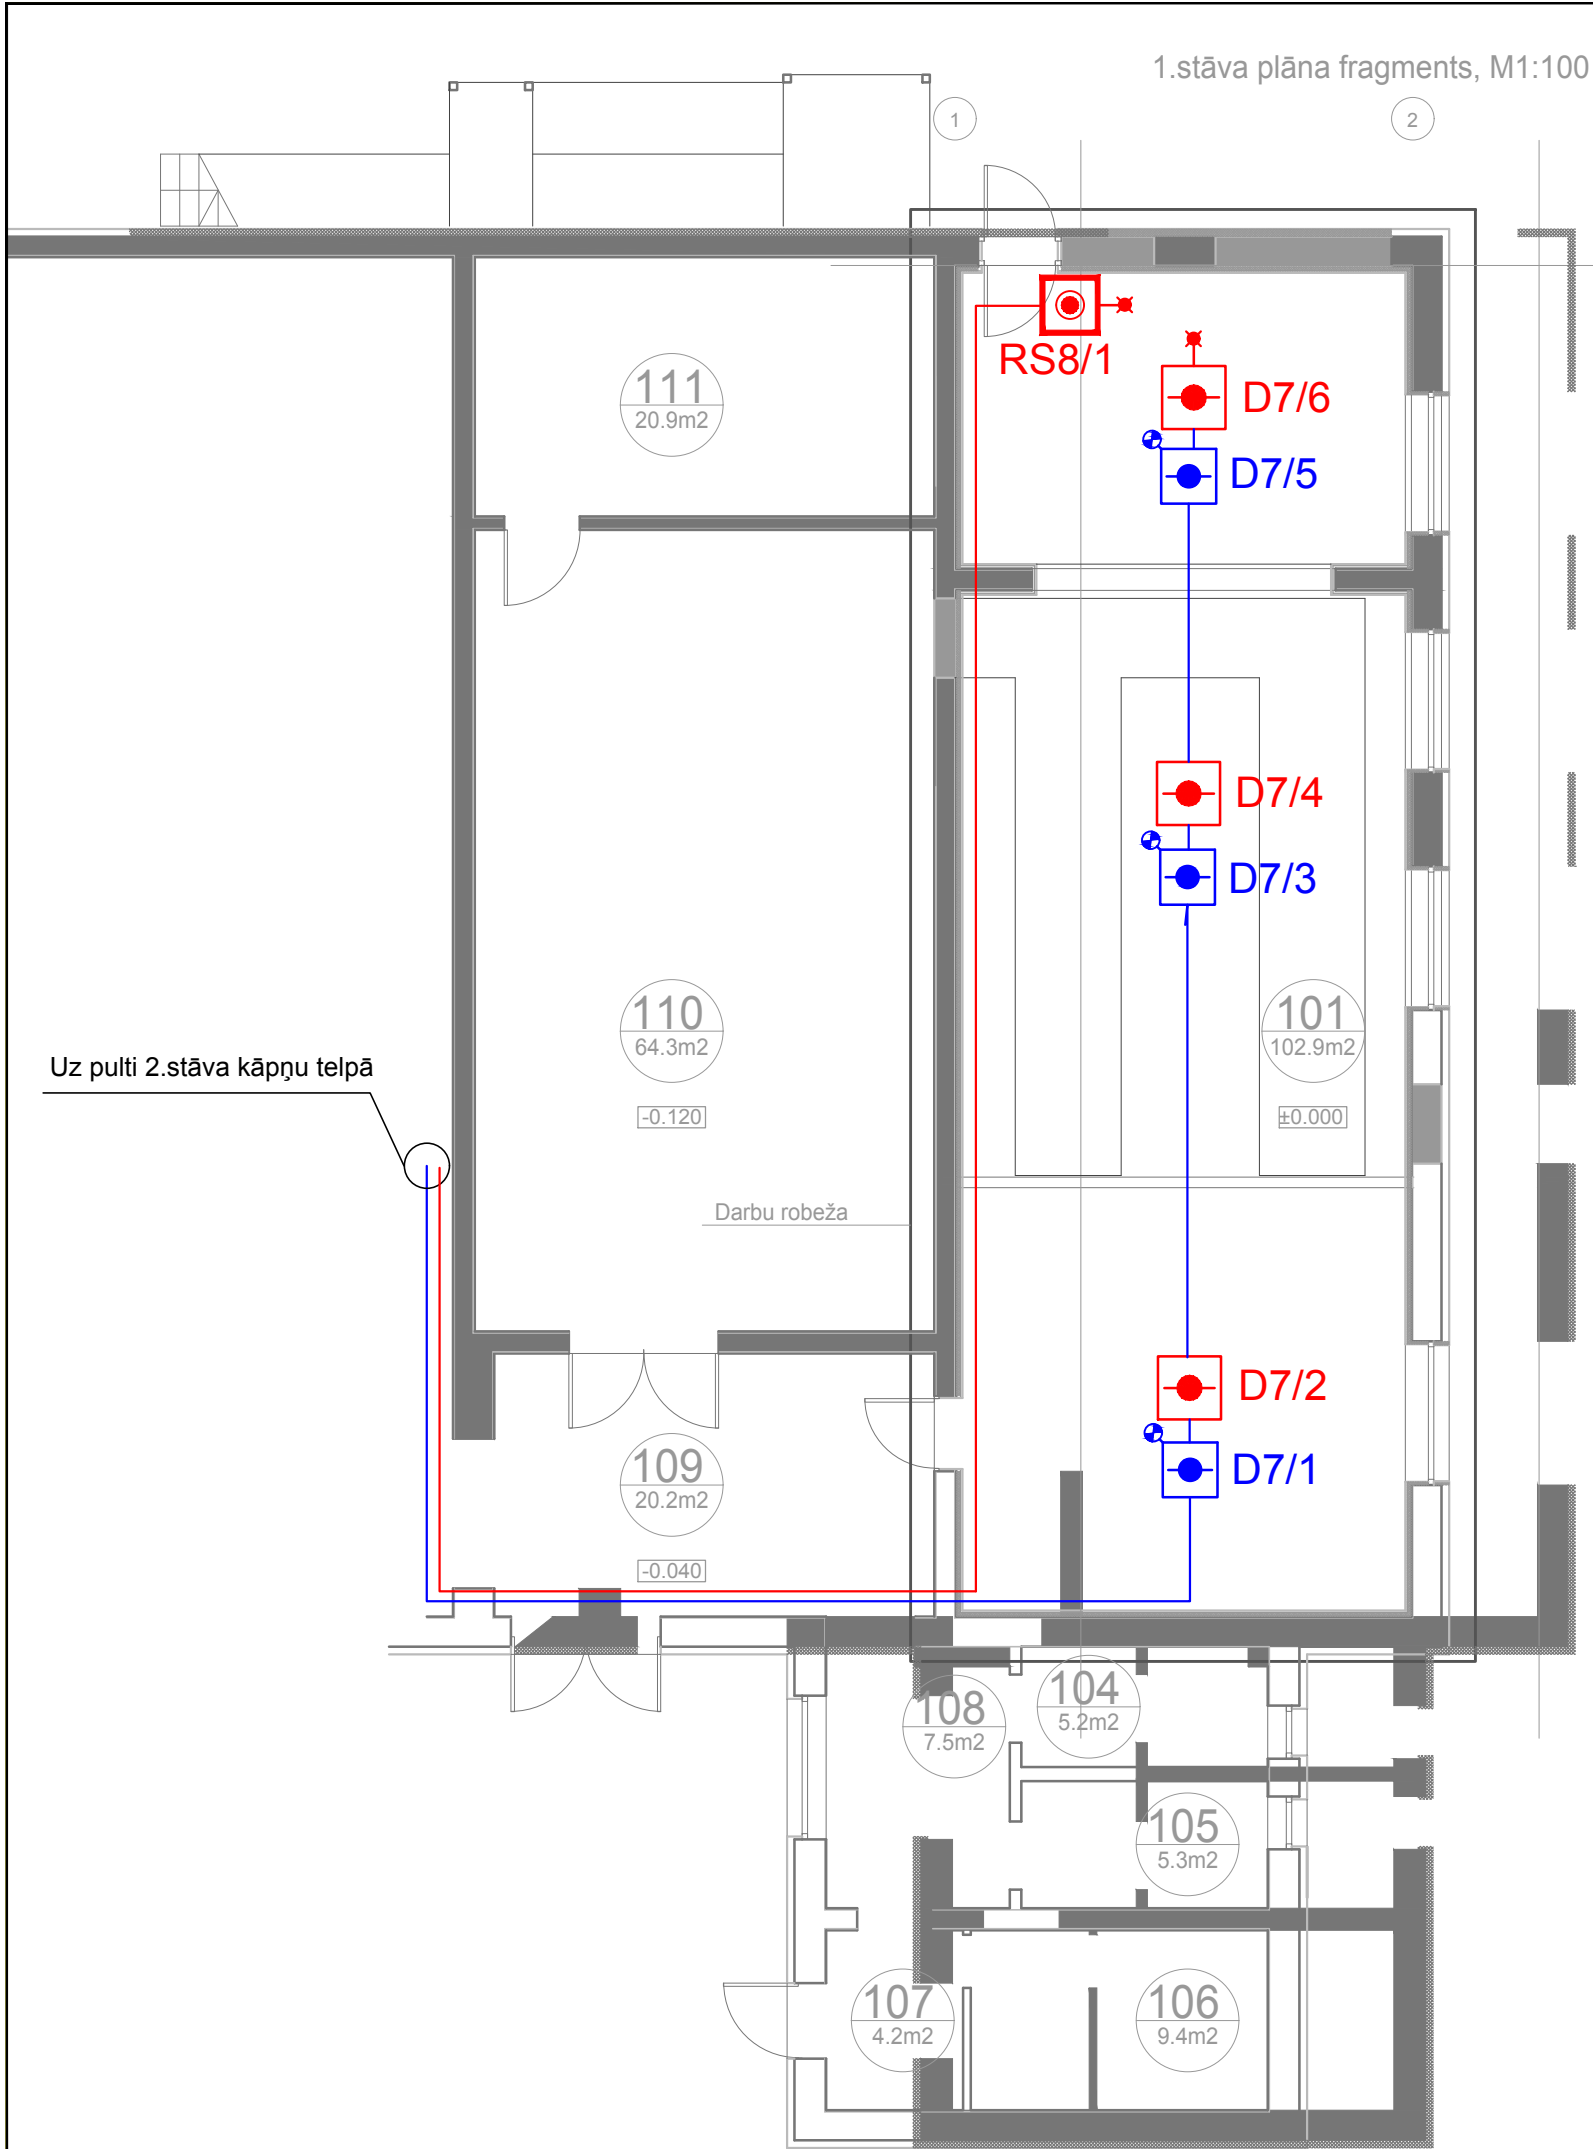 1.stāva plāna fragments, M1:100
1
2
RS8/1
111
20.9m2
D7/6
D7/5
D7/4
D7/3
110
64.3m2
-0.120
101
102.9m2
±0.000
Uz pulti 2.stāva kāpņu telpā
Darbu robeža
D7/2
D7/1
109
20.2m2
-0.040
108
7.5m2
104
5.2m2
105
5.3m2
107
4.2m2
106
9.4m2